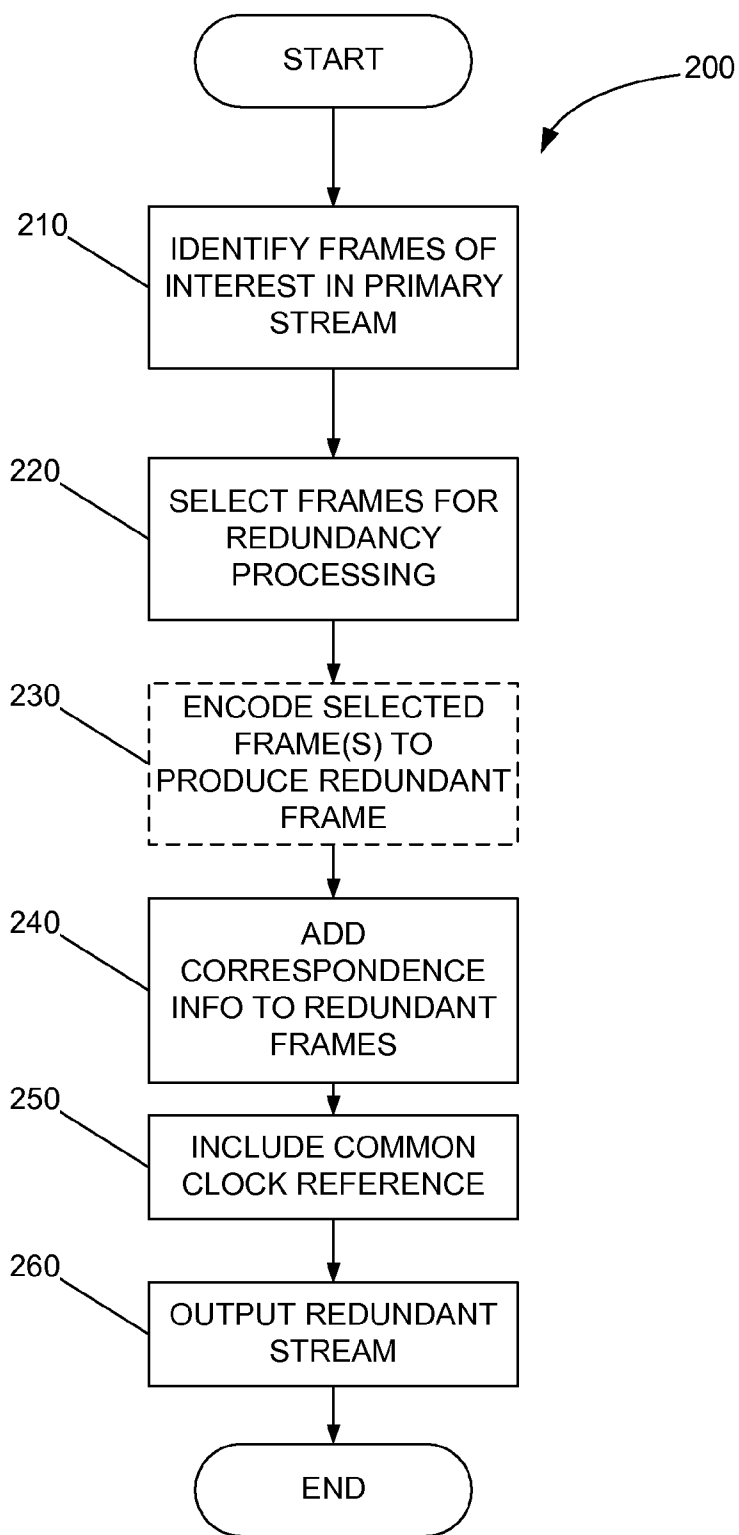 START
200
210
IDENTIFY FRAMES OF
INTEREST IN PRIMARY
STREAM
220
SELECT FRAMES FOR
REDUNDANCY
PROCESSING
230
ENCODE SELECTED
FRAME(S) TO
PRODUCE REDUNDANT
FRAME
240
ADD
CORRESPONDENCE
INFO TO REDUNDANT
FRAMES
250
INCLUDE COMMON
CLOCK REFERENCE
260
OUTPUT REDUNDANT
STREAM
END